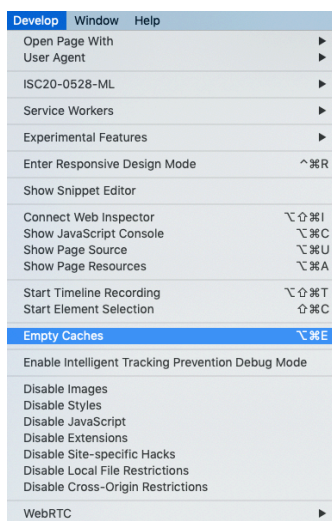 Develop Window Help
Open Page With
User Agent
ISC20-0528-ML
Service Workers
Experimental Features
Enter Responsive Design Mode ^⌘R
Show Snippet Editor
Connect Web Inspector ⌥⇧⌘I
Show JavaScript Console ⌥⌘C
Show Page Source ⌥⌘U
Show Page Resources ⌥⌘A
Start Timeline Recording ⌥⇧⌘T
Start Element Selection ⇧⌘C
Empty Caches ⌥⌘E
Enable Intelligent Tracking Prevention Debug Mode
Disable Images
Disable Styles
Disable JavaScript
Disable Extensions
Disable Site-specific Hacks
Disable Local File Restrictions
Disable Cross-Origin Restrictions
WebRTC